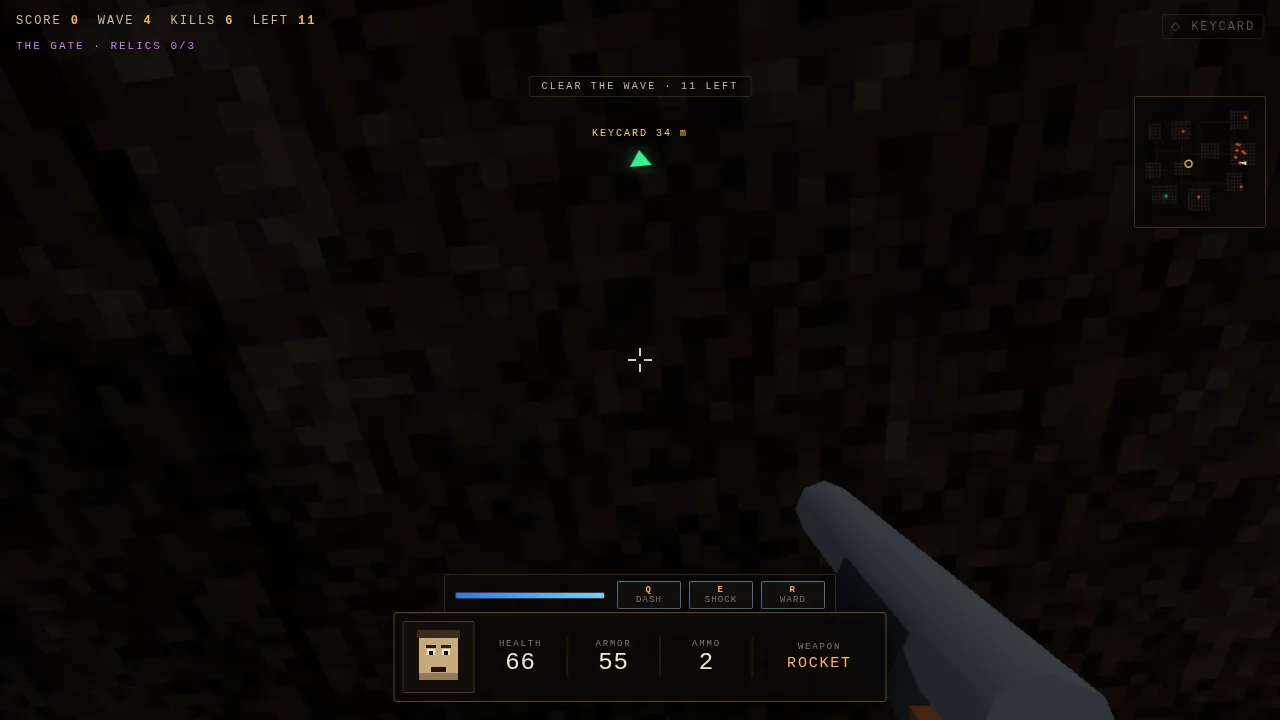 SCORE 0 WAVE 4 KILLS 6 LEFT 11
◇ KEYCARD
THE GATE · RELICS 0/3
CLEAR THE WAVE · 11 LEFT
KEYCARD 34 m
Q
DASH
E
SHOCK
R
WARD
HEALTH
66
ARMOR
55
AMMO
2
WEAPON
ROCKET